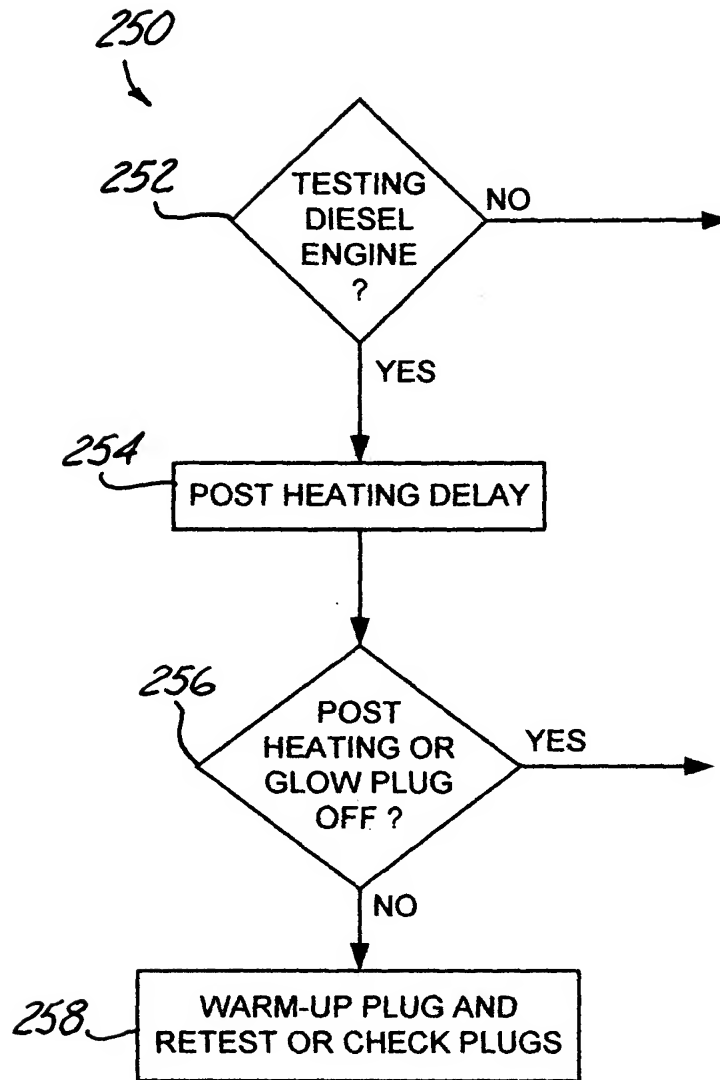 250
252
TESTING
DIESEL
ENGINE
?
NO
YES
254
POST HEATING DELAY
256
POST
HEATING OR
GLOW PLUG
OFF ?
YES
NO
258
WARM-UP PLUG AND
RETEST OR CHECK PLUGS